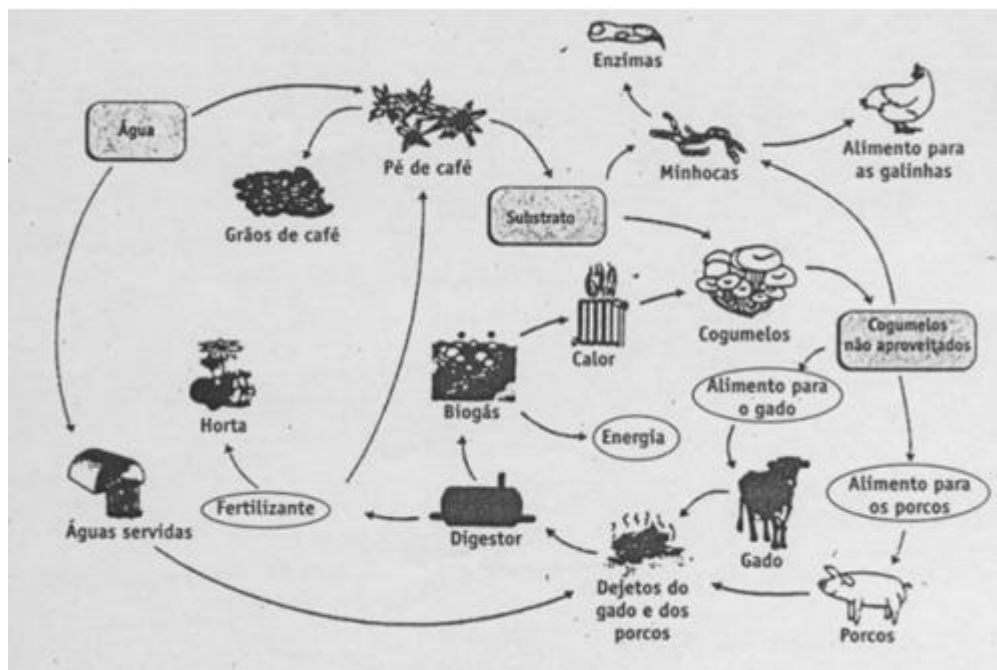 Enzimas
Água
Pé de café
Minhocas
Alimento para
as galinhas
Grãos de café
Substrato
Cogumelos
Cogumelos
não aproveitados
Calor
Alimento para
o gado
Biogás
Horta
Energia
Fertilizante
Alimento para
os porcos
Águas servidas
Digestor
Gado
Dejetos do
gado e dos
porcos
Porcos